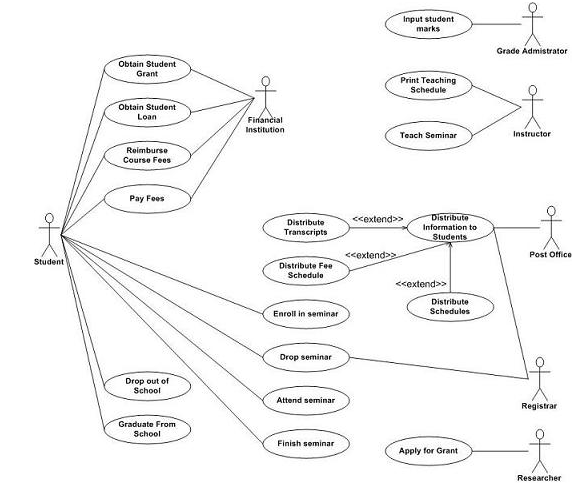 Input student
marks
Grade Admistrator
Obtain Student
Grant
Print Teaching
Schedule
Obtain Student
Loan
Financial
Institution
Teach Seminar
Instructor
Reimburse
Course Fees
Pay Fees
Distribute
Transcripts
<<extend>>
Distribute
Information to
Students
Post Office
Student
Distribute Fee
Schedule
<<extend>>
<<extend>>
Distribute
Schedules
Enroll in seminar
Drop seminar
Drop out of
School
Attend seminar
Registrar
Graduate From
School
Finish seminar
Apply for Grant
Researcher